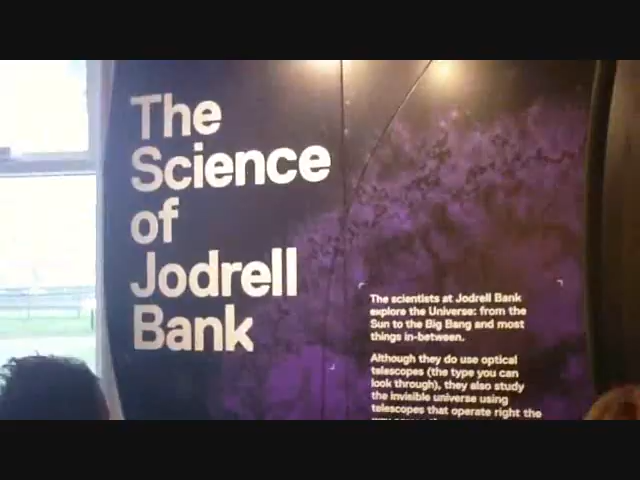 The
Science
of
Jodrell
Bank
The scientists at Jodrell Bank
explore the Universe: from the
Sun to the Big Bang and most
things in-between.
Although they do use optical
telescopes (the type you can
look through), they also study
the invisible universe using
telescopes that operate right the